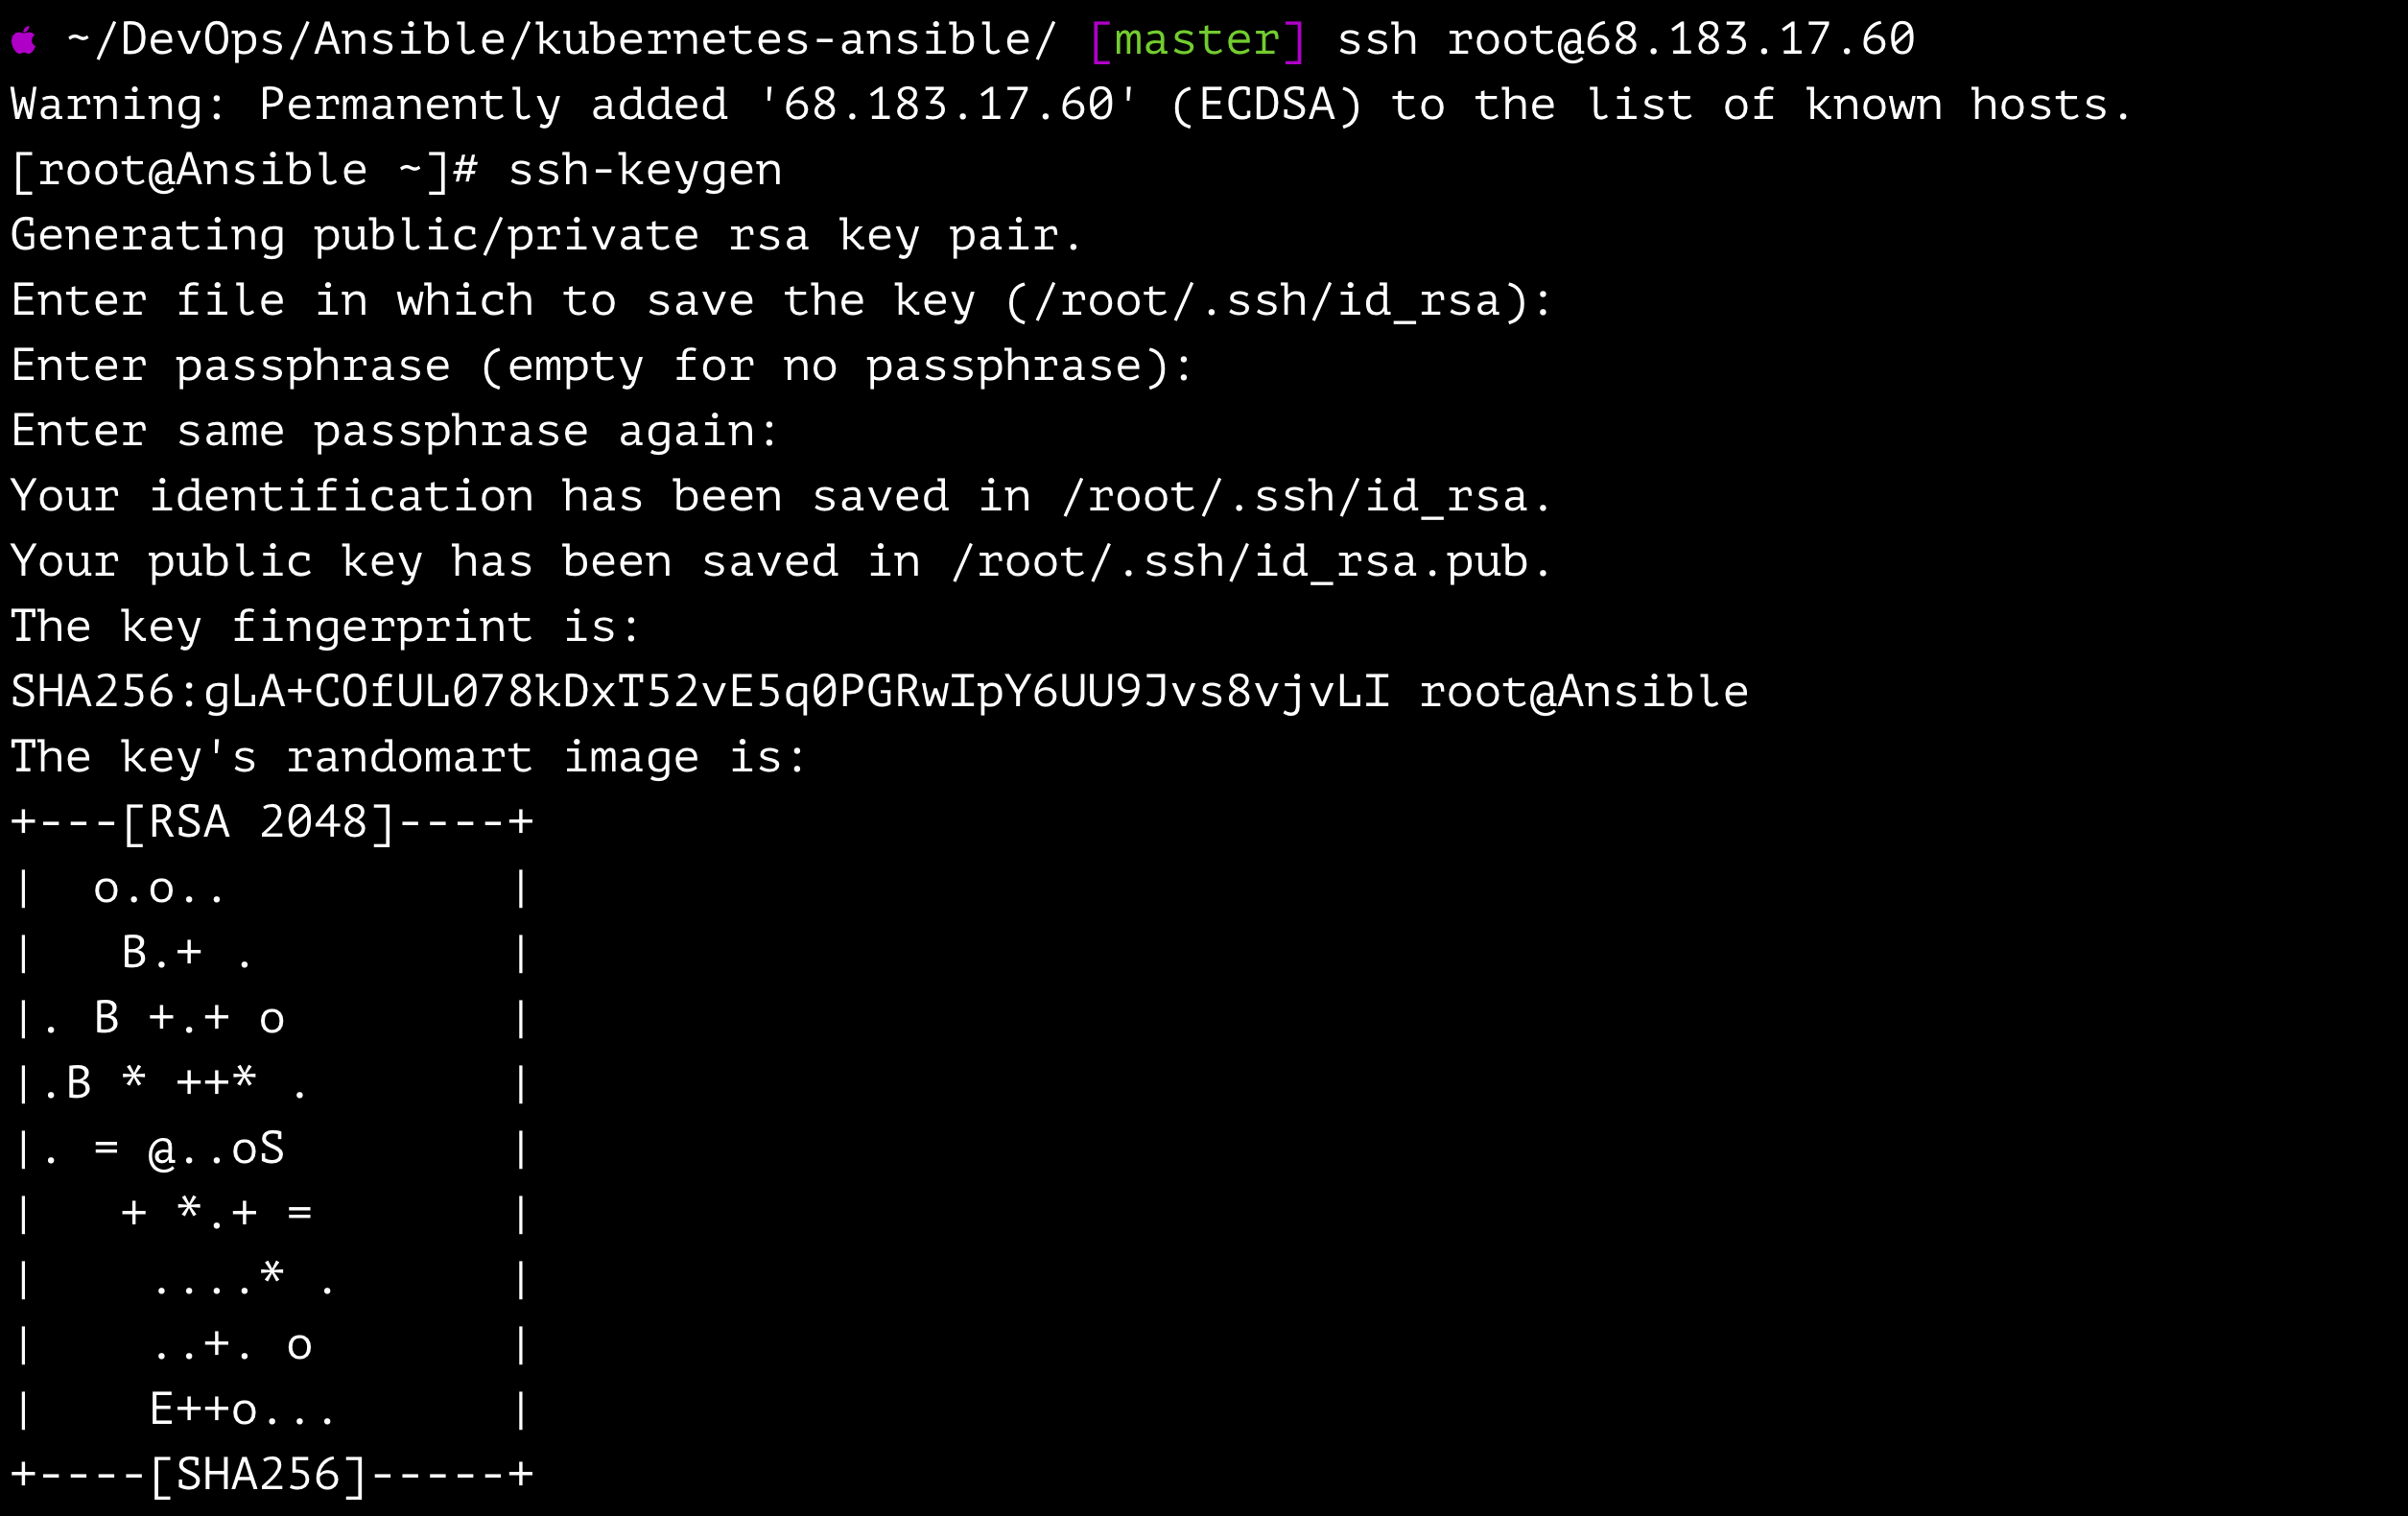 ~/DevOps/Ansible/kubernetes-ansible/ [master] ssh root@68.183.17.60
Warning: Permanently added '68.183.17.60' (ECDSA) to the list of known hosts.
[root@Ansible ~]# ssh-keygen
Generating public/private rsa key pair.
Enter file in which to save the key (/root/.ssh/id_rsa):
Enter passphrase (empty for no passphrase):
Enter same passphrase again:
Your identification has been saved in /root/.ssh/id_rsa.
Your public key has been saved in /root/.ssh/id_rsa.pub.
The key fingerprint is:
SHA256:gLA+COfUL078kDxT52vE5q0PGRwIpY6UU9Jvs8vjvLI root@Ansible
The key's randomart image is:
+---[RSA 2048]----+
|  o.o..          |
|   B.+ .         |
|. B +.+ o        |
|.B * ++* .       |
|. = @..oS        |
|   + *.+ =       |
|    ....* .      |
|    ..+. o       |
|    E++o...      |
+----[SHA256]-----+